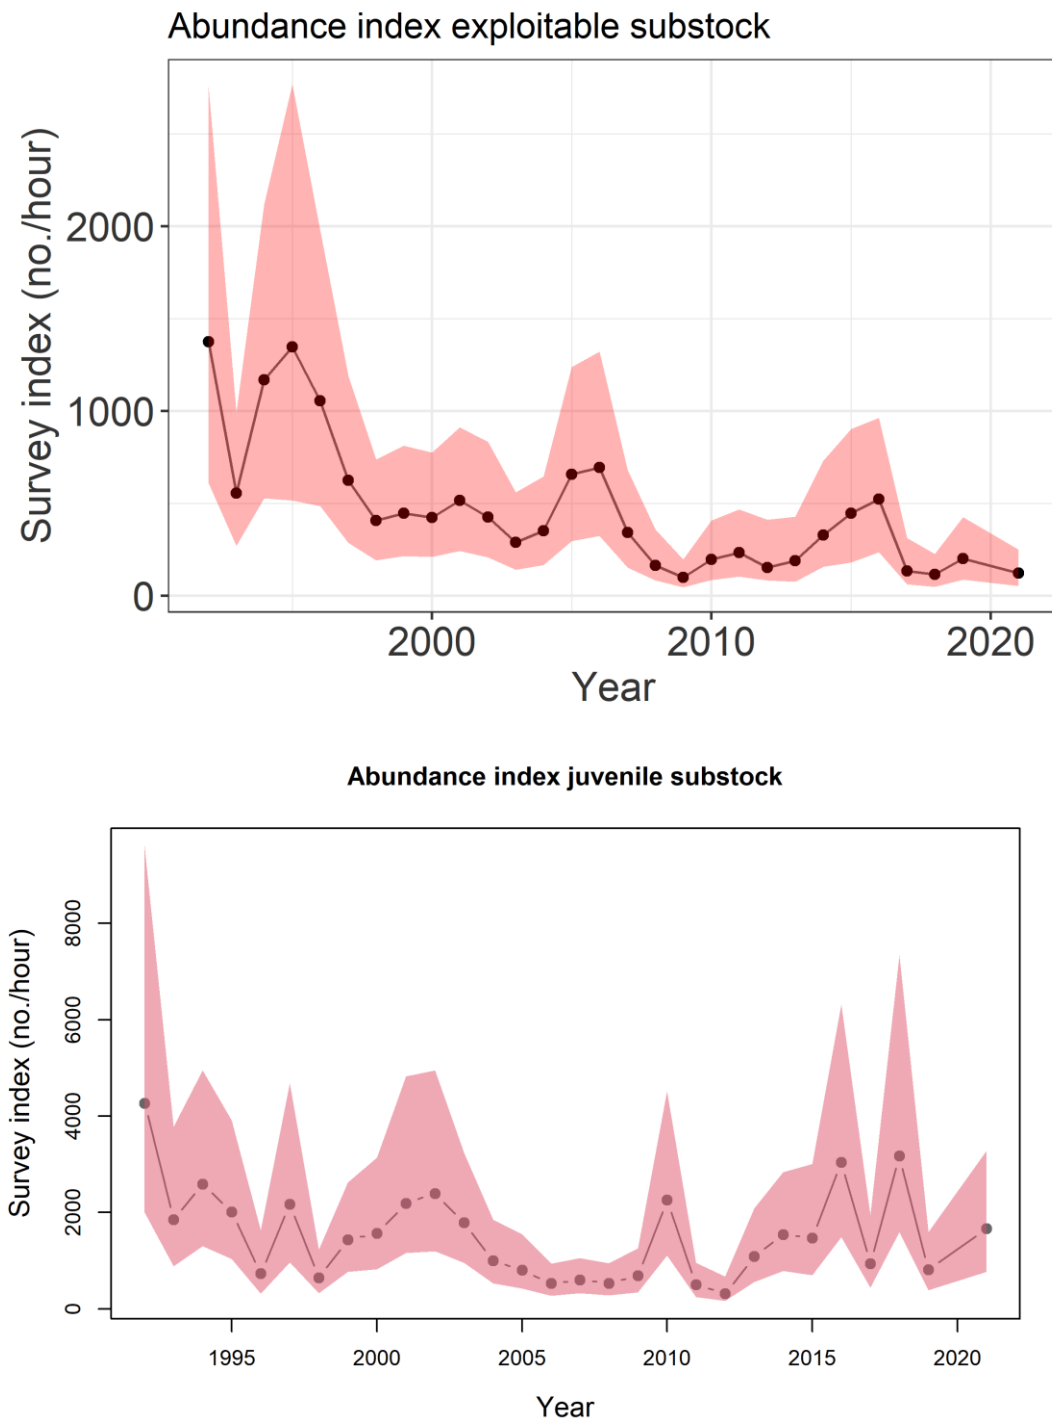 Abundance index exploitable substock
Survey index (no./hour)
2000
1000
0
2000 2010 2020
Year
Abundance index juvenile substock
Survey index (no./hour)
8000
6000
4000
2000
0
1995 2000 2005 2010 2015 2020
Year